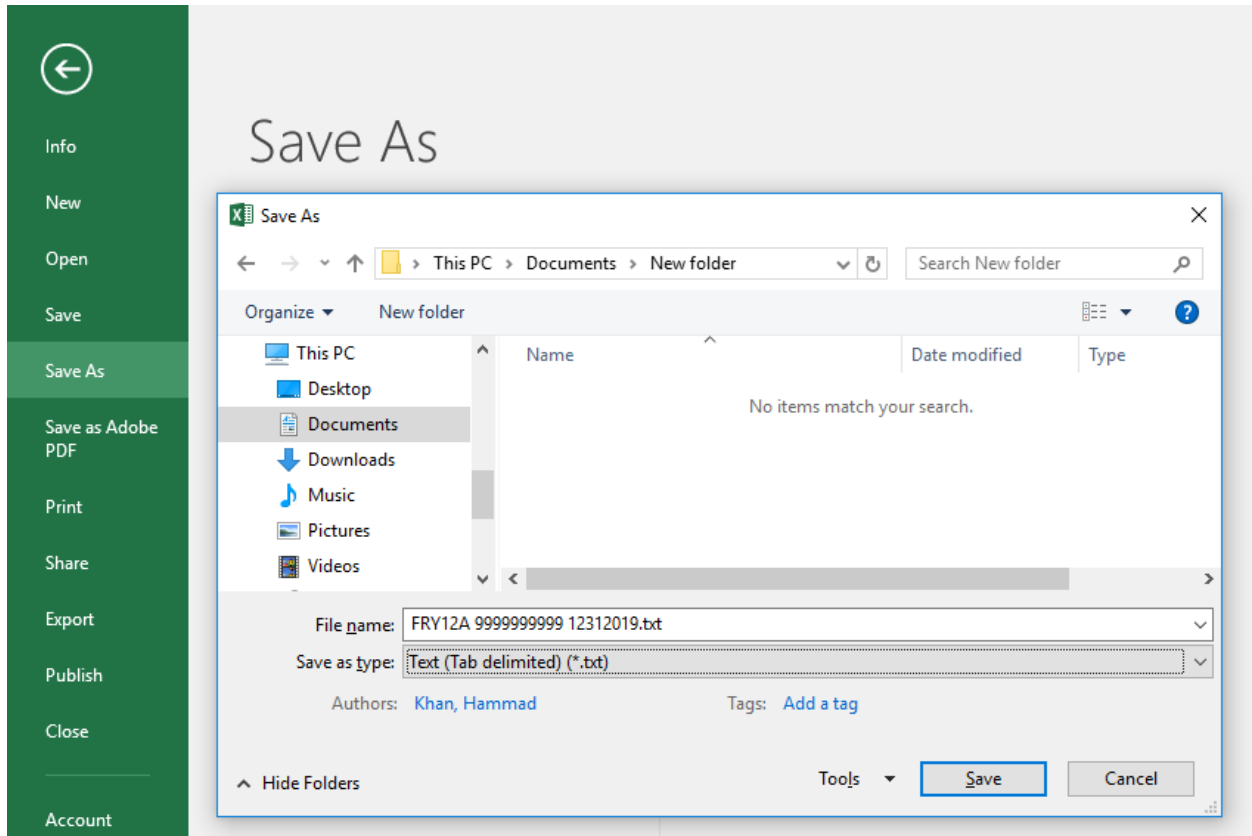 Info
New
Open
Save
Save As
Save as Adobe
PDF
Print
Share
Export
Publish
Close
Account
Save As
Save As
This PC > Documents > New folder
Search New folder
Organize
New folder
?
This PC
Desktop
Documents
Downloads
Music
Pictures
Videos
Name
Date modified
Type
No items match your search.
File name: FRY12A 9999999999 12312019.txt
Save as type: Text (Tab delimited) (*.txt)
Authors: Khan, Hammad
Tags: Add a tag
Hide Folders
Tools
Save
Cancel